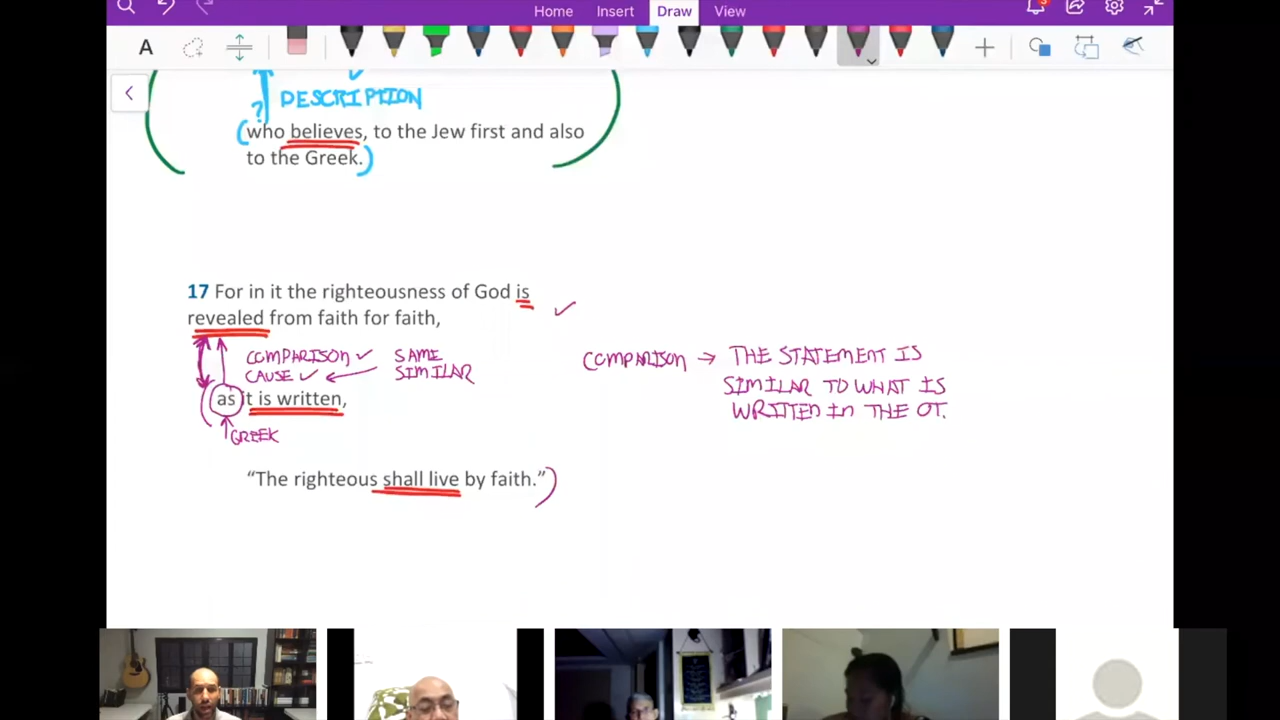 Home Insert Draw View
A
?
DESCRIPTION
(who believes, to the Jew first and also
to the Greek.)
17 For in it the righteousness of God is
revealed from faith for faith,
COMPARISON ✓ SAME
CAUSE ✓ SIMILAR
COMPARISON → THE STATEMENT IS
SIMILAR TO WHAT IS
WRITTEN IN THE OT.
(as it is written,
GREEK
“The righteous shall live by faith.”)